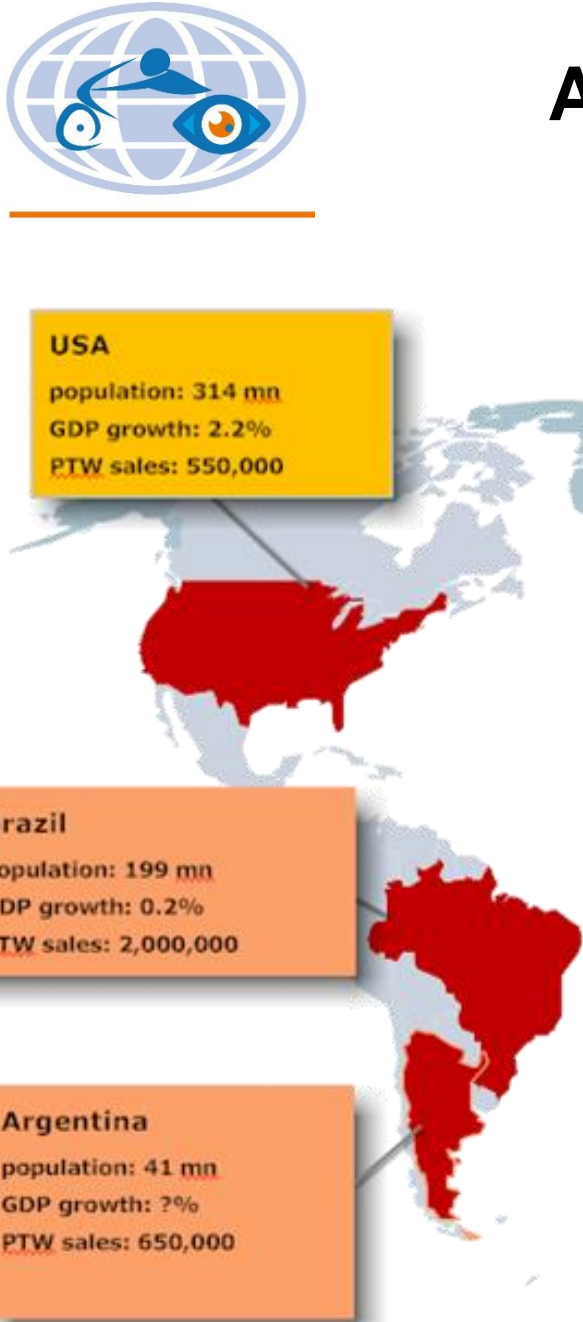 A
USA
population: 314 mn
GDP growth: 2.2%
PTW sales: 550,000
razil
opulation: 199 mn
DP growth: 0.2%
TW sales: 2,000,000
Argentina
population: 41 mn
GDP growth: ?%
PTW sales: 650,000